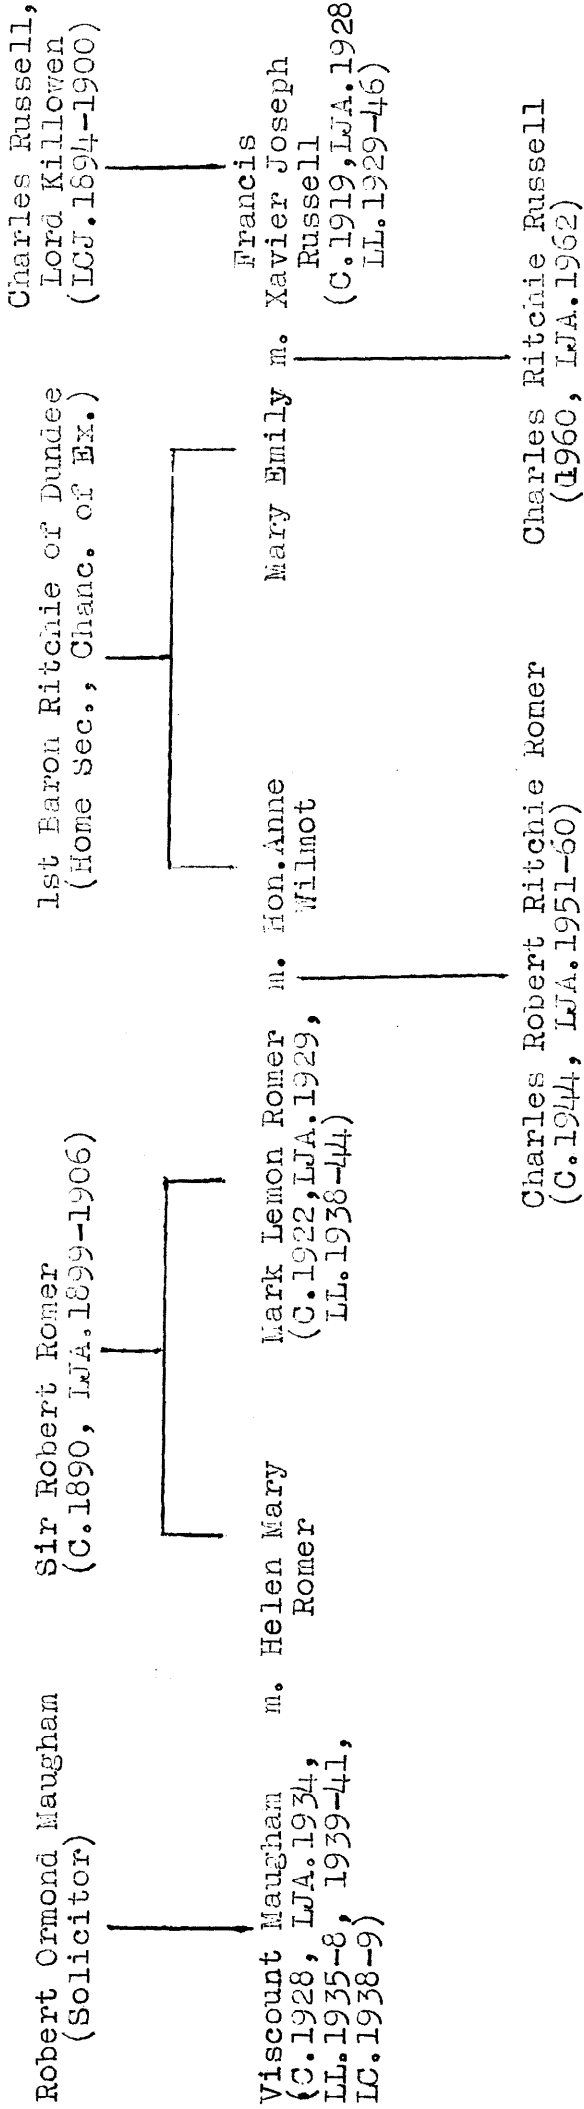 Robert Ormond Maugham
(Solicitor)
Sir Robert Romer
(C.1890, LJA.1899-1906)
1st Baron Ritchie of Dundee
(Home Sec., Chanc. of Ex.)
Charles Russell,
Lord Killowen
(LCJ.1894-1900)
Viscount Maugham
(C.1928, LJA.1934,
LL.1935-8, 1939-41,
LC.1938-9)
m.
Helen Mary
Romer
Mark Lemon Romer
(C.1922,LJA.1929,
LL.1938-44)
m.
Hon.Anne
Wilmot
Mary Emily
m.
Francis
Xavier Joseph
Russell
(C.1919,LJA.1928
LL.1929-46)
Charles Robert Ritchie Romer
(C.1944, LJA.1951-60)
Charles Ritchie Russell
(1960, LJA.1962)